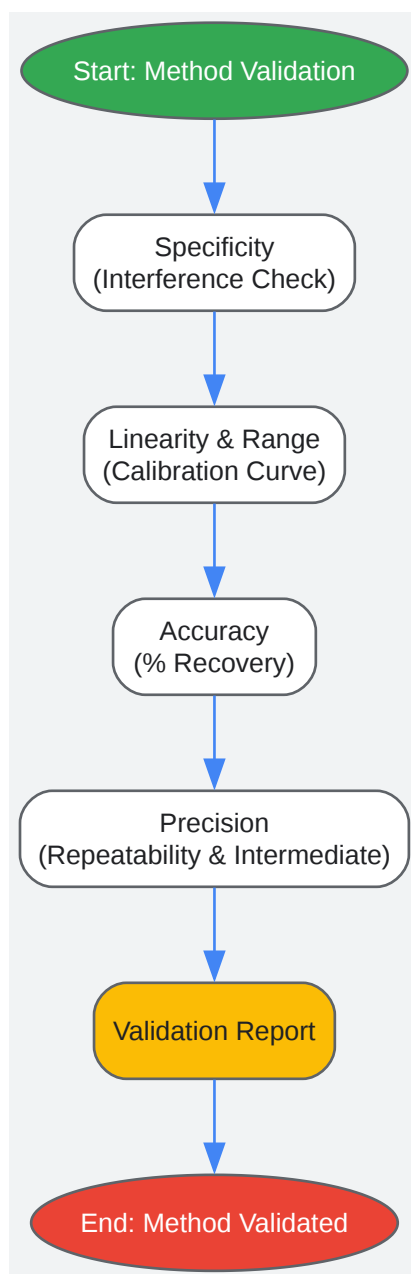 Start: Method Validation
Specificity
(Interference Check)
Linearity & Range
(Calibration Curve)
Accuracy
(% Recovery)
Precision
(Repeatability & Intermediate)
Validation Report
End: Method Validated